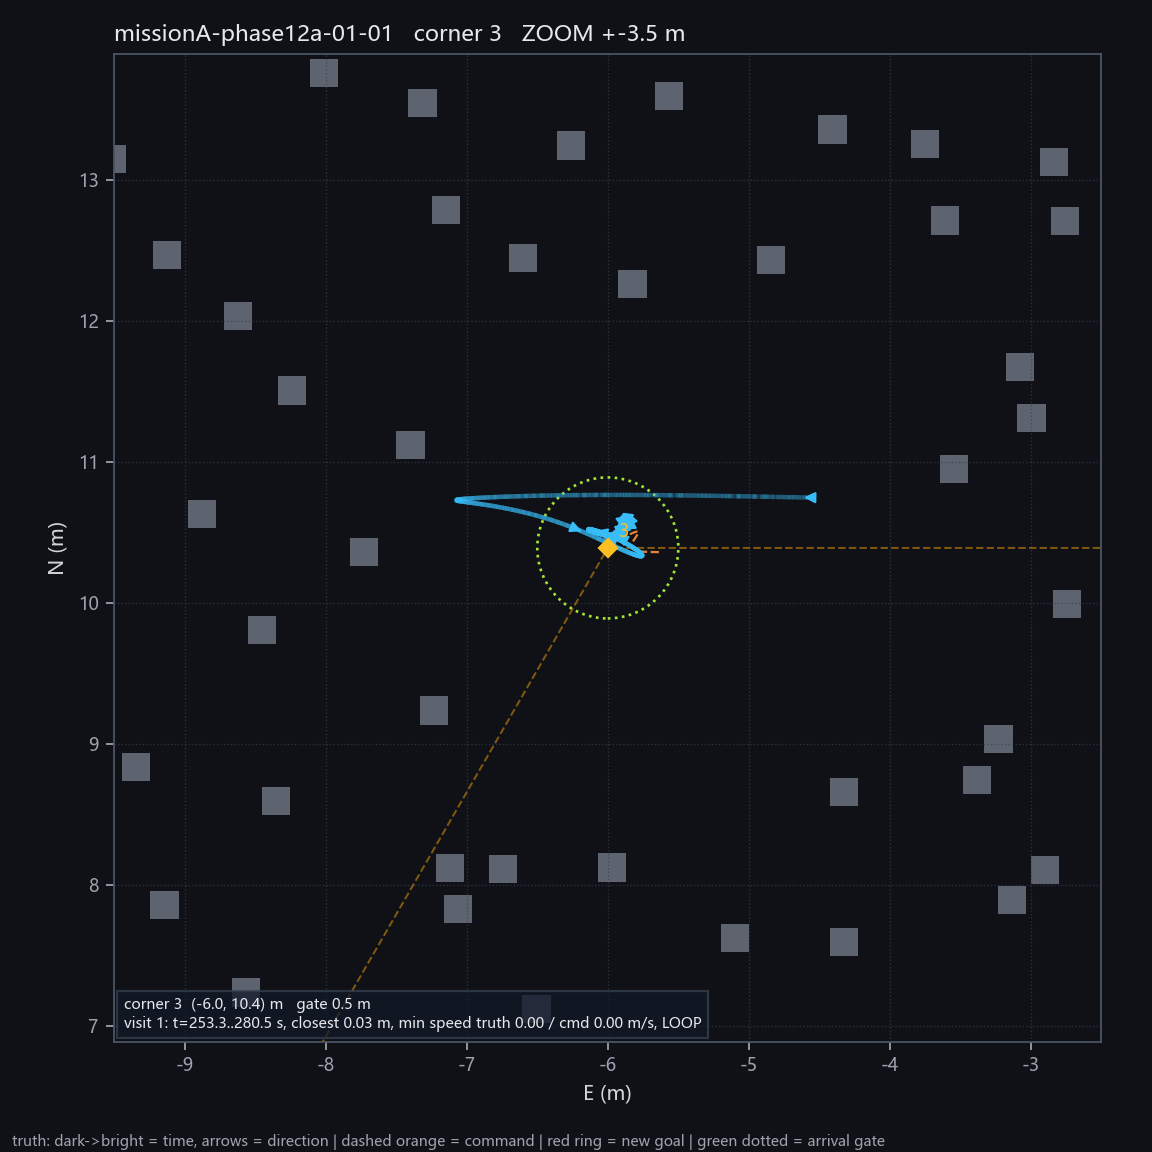 missionA-phase12a-01-01   corner 3   ZOOM +-3.5 m
13
12
11
N (m)
10
9
8
7
3
corner 3  (-6.0, 10.4) m   gate 0.5 m
visit 1: t=253.3..280.5 s, closest 0.03 m, min speed truth 0.00 / cmd 0.00 m/s, LOOP
-9 -8 -7 -6 -5 -4 -3
E (m)
truth: dark->bright = time, arrows = direction | dashed orange = command | red ring = new goal | green dotted = arrival gate